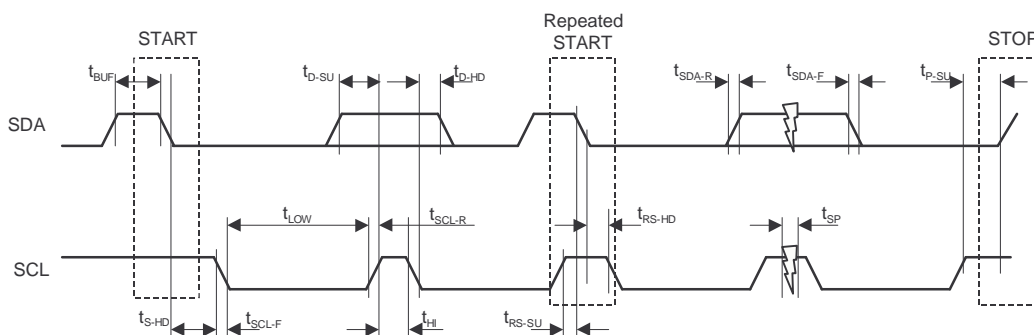 START
Repeated
START
STOP
tBUF
tD-SU
tD-HD
tSDA-R
tSDA-F
tP-SU
SDA
tLOW
tSCL-R
tRS-HD
tSP
SCL
tS-HD
tSCL-F
tHI
tRS-SU